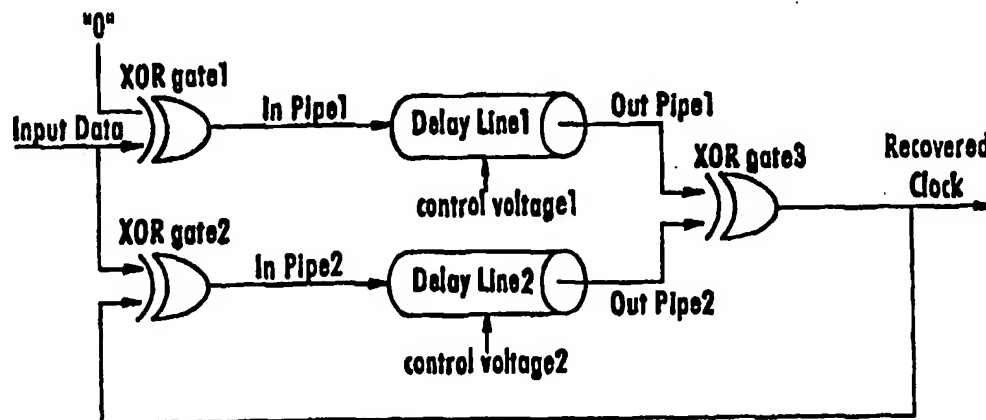 "0"
XOR gate1
In Pipe1
Delay Line1
Out Pipe1
Input Data
XOR gate3
Recovered
Clock
control voltage1
XOR gate2
In Pipe2
Delay Line2
Out Pipe2
control voltage2